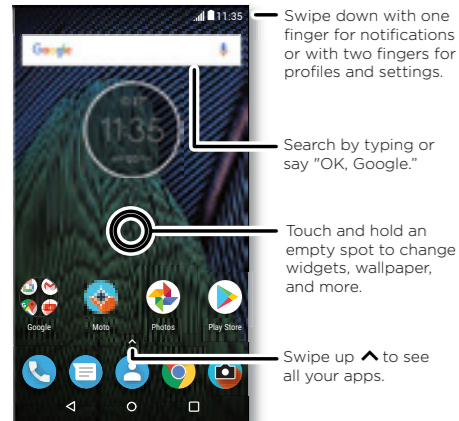 11:35
Swipe down with one
finger for notifications
or with two fingers for
profiles and settings.
Google
11:35
Search by typing or
say "OK, Google."
Touch and hold an
empty spot to change
widgets, wallpaper,
and more.
Google Moto Photos Play Store
Swipe up ^ to see
all your apps.